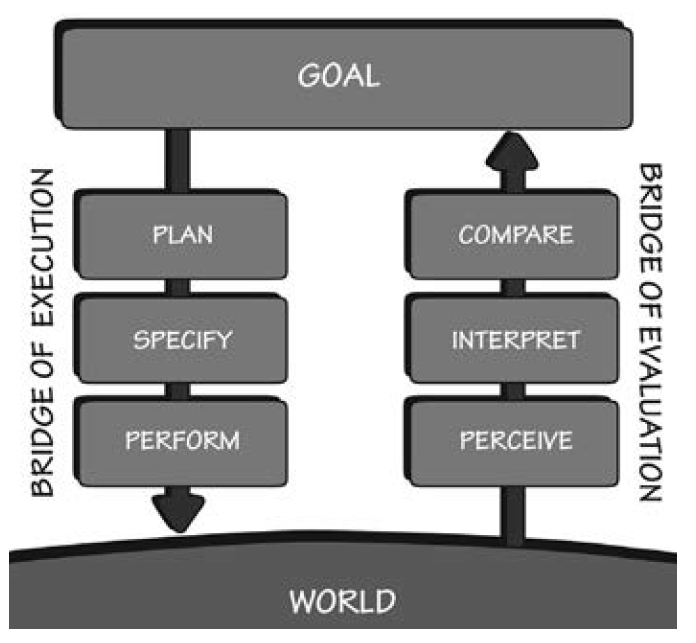 GOAL
BRIDGE OF EXECUTION
PLAN
SPECIFY
PERFORM
COMPARE
INTERPRET
PERCEIVE
BRIDGE OF EVALUATION
WORLD